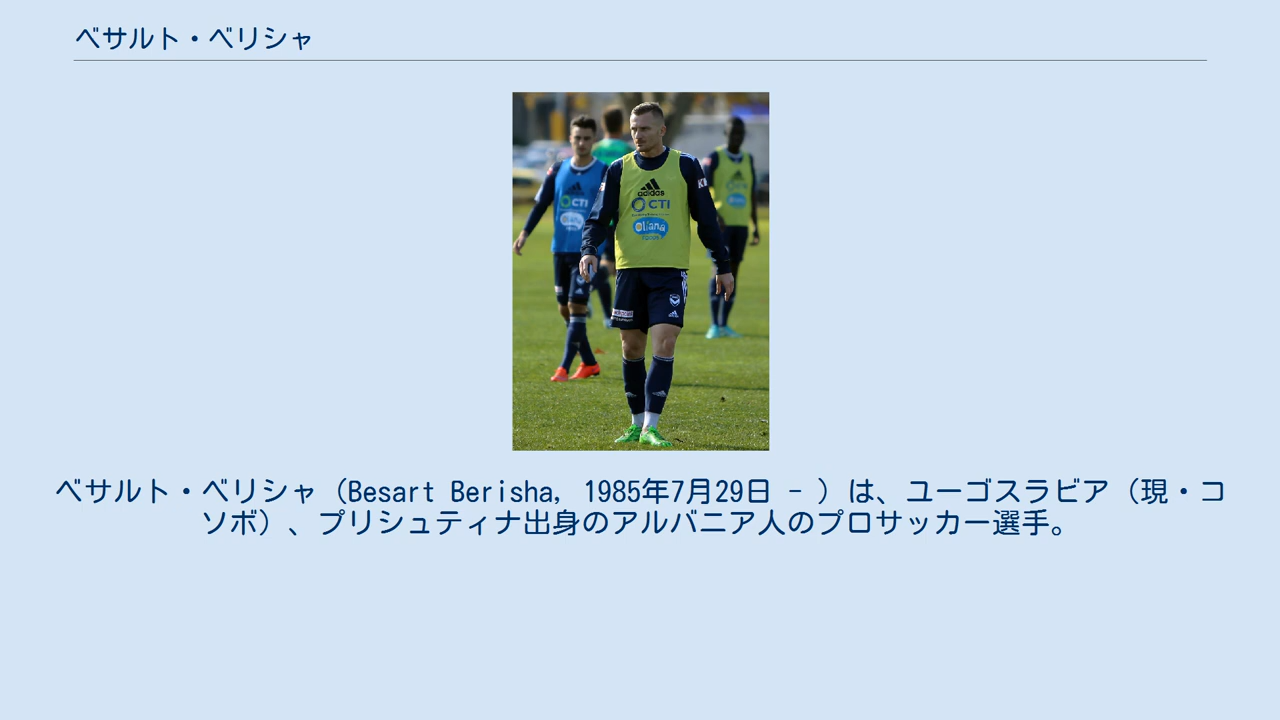 ベサルト・ベリシャ
adidas
CTI
Oliana
ベサルト・ベリシャ（Besart Berisha, 1985年7月29日 - ）は、ユーゴスラビア（現・コ
ソボ）、プリシュティナ出身のアルバニア人のプロサッカー選手。